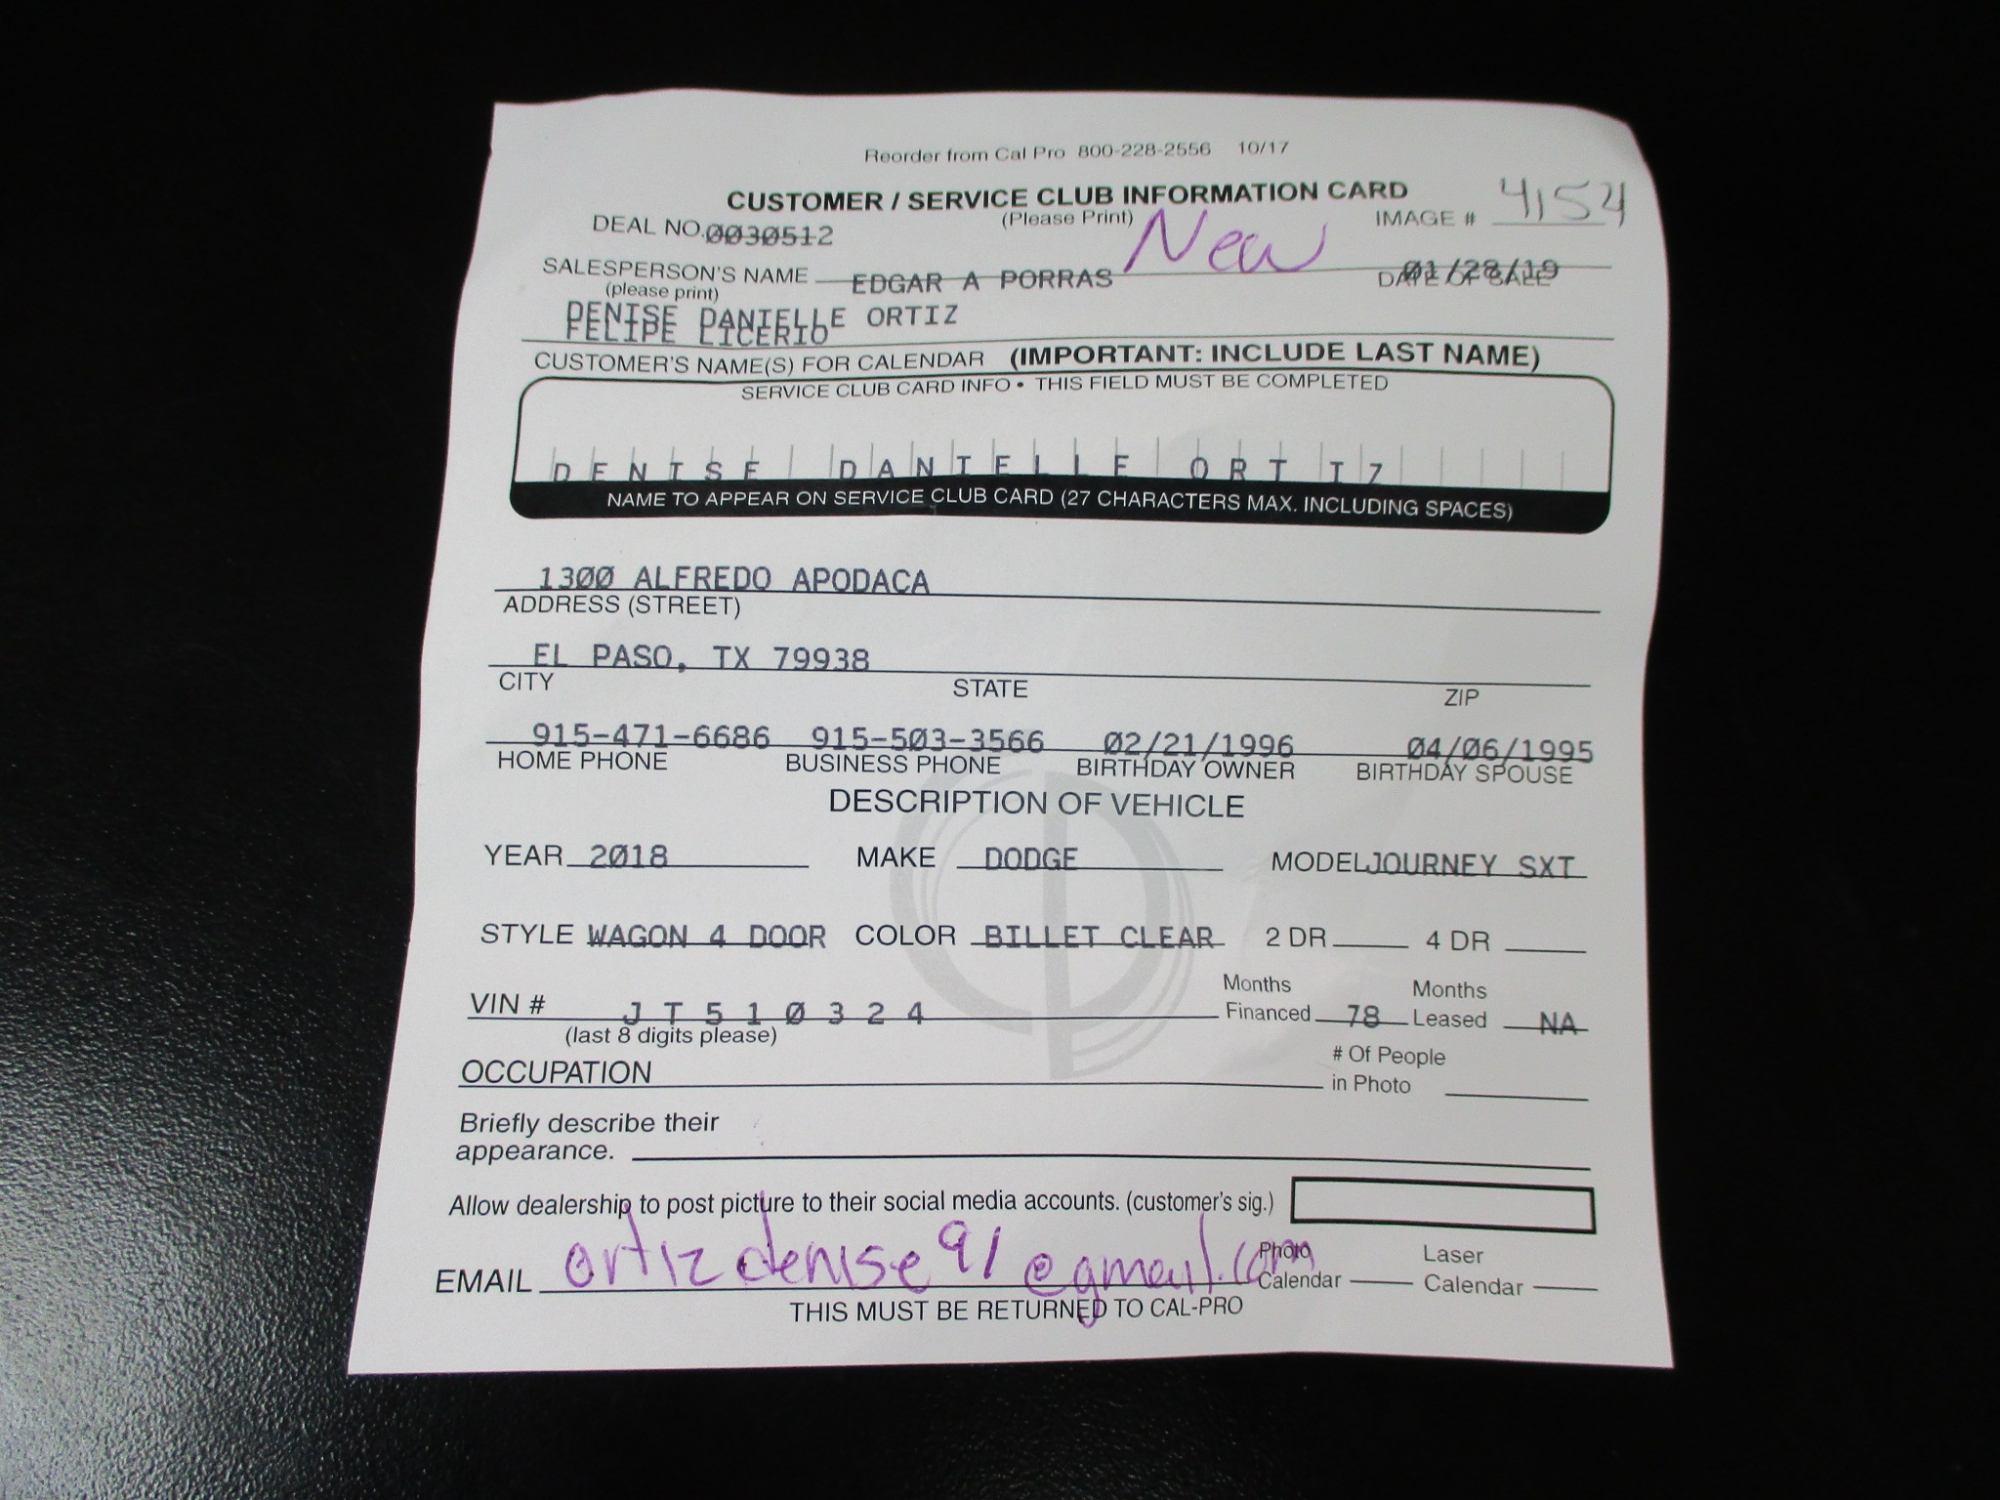 Reorder from Cal Pro 800-228-2556 10/17
CUSTOMER / SERVICE CLUB INFORMATION CARD
(Please Print)
New
IMAGE # 4154
DEAL NO. 0030512
SALESPERSON'S NAME EDGAR A PORRAS
(please print)
DATE OF SALE 01/28/19
DENISE DANIELLE ORTIZ
FELIPE LICERIO
CUSTOMER'S NAME(S) FOR CALENDAR (IMPORTANT: INCLUDE LAST NAME)
SERVICE CLUB CARD INFO • THIS FIELD MUST BE COMPLETED
DENISE DANIELLE ORTIZ
NAME TO APPEAR ON SERVICE CLUB CARD (27 CHARACTERS MAX. INCLUDING SPACES)
1300 ALFREDO APODACA
ADDRESS (STREET)
EL PASO, TX 79938
CITY STATE ZIP
915-471-6686 915-503-3566 02/21/1996 04/06/1995
HOME PHONE BUSINESS PHONE BIRTHDAY OWNER BIRTHDAY SPOUSE
DESCRIPTION OF VEHICLE
YEAR 2018 MAKE DODGE MODEL JOURNEY SXT
STYLE WAGON 4 DOOR COLOR BILLET CLEAR 2 DR 4 DR
VIN # JT510324
(last 8 digits please)
Months Financed 78
Months Leased NA
OCCUPATION
# Of People in Photo
Briefly describe their
appearance.
Allow dealership to post picture to their social media accounts. (customer's sig.)
EMAIL ortizdenise91@gmail.com
Photo Calendar
Laser Calendar
THIS MUST BE RETURNED TO CAL-PRO